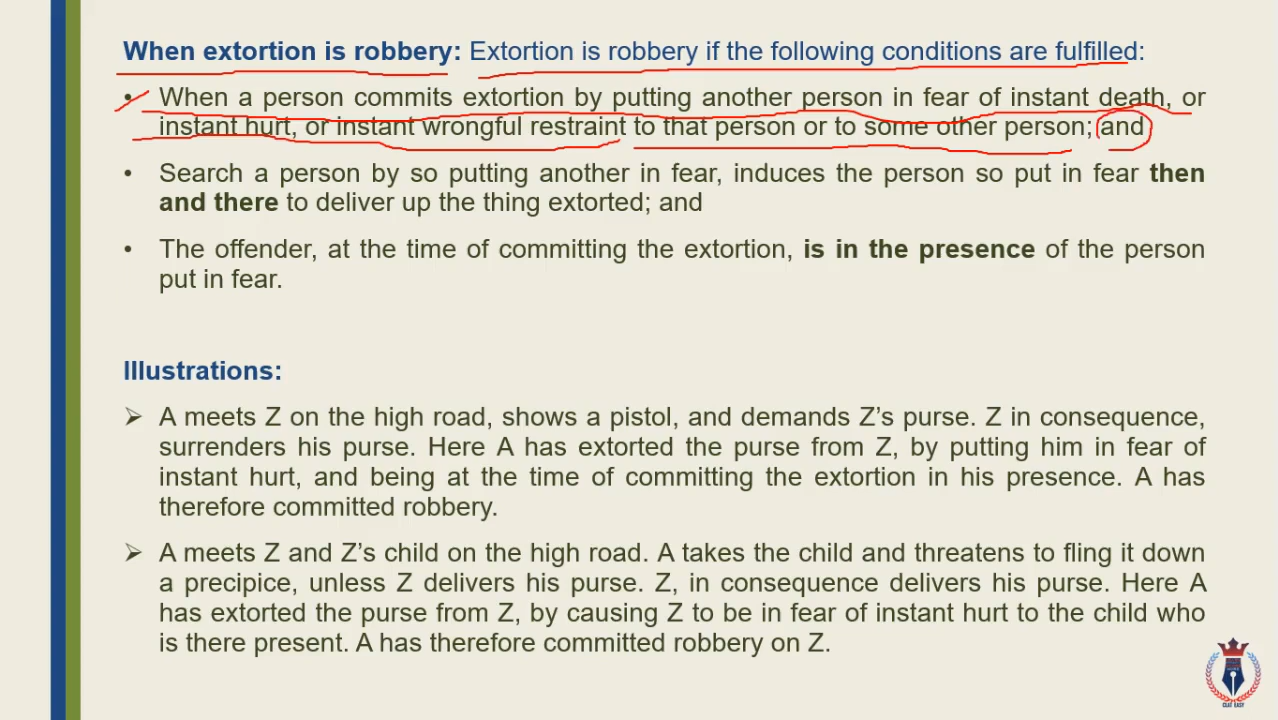 When extortion is robbery: Extortion is robbery if the following conditions are fulfilled:
• When a person commits extortion by putting another person in fear of instant death, or
instant hurt, or instant wrongful restraint to that person or to some other person; and
• Search a person by so putting another in fear, induces the person so put in fear then
and there to deliver up the thing extorted; and
• The offender, at the time of committing the extortion, is in the presence of the person
put in fear.
Illustrations:
➢ A meets Z on the high road, shows a pistol, and demands Z’s purse. Z in consequence,
surrenders his purse. Here A has extorted the purse from Z, by putting him in fear of
instant hurt, and being at the time of committing the extortion in his presence. A has
therefore committed robbery.
➢ A meets Z and Z’s child on the high road. A takes the child and threatens to fling it down
a precipice, unless Z delivers his purse. Z, in consequence delivers his purse. Here A
has extorted the purse from Z, by causing Z to be in fear of instant hurt to the child who
is there present. A has therefore committed robbery on Z.
CLAT EASY